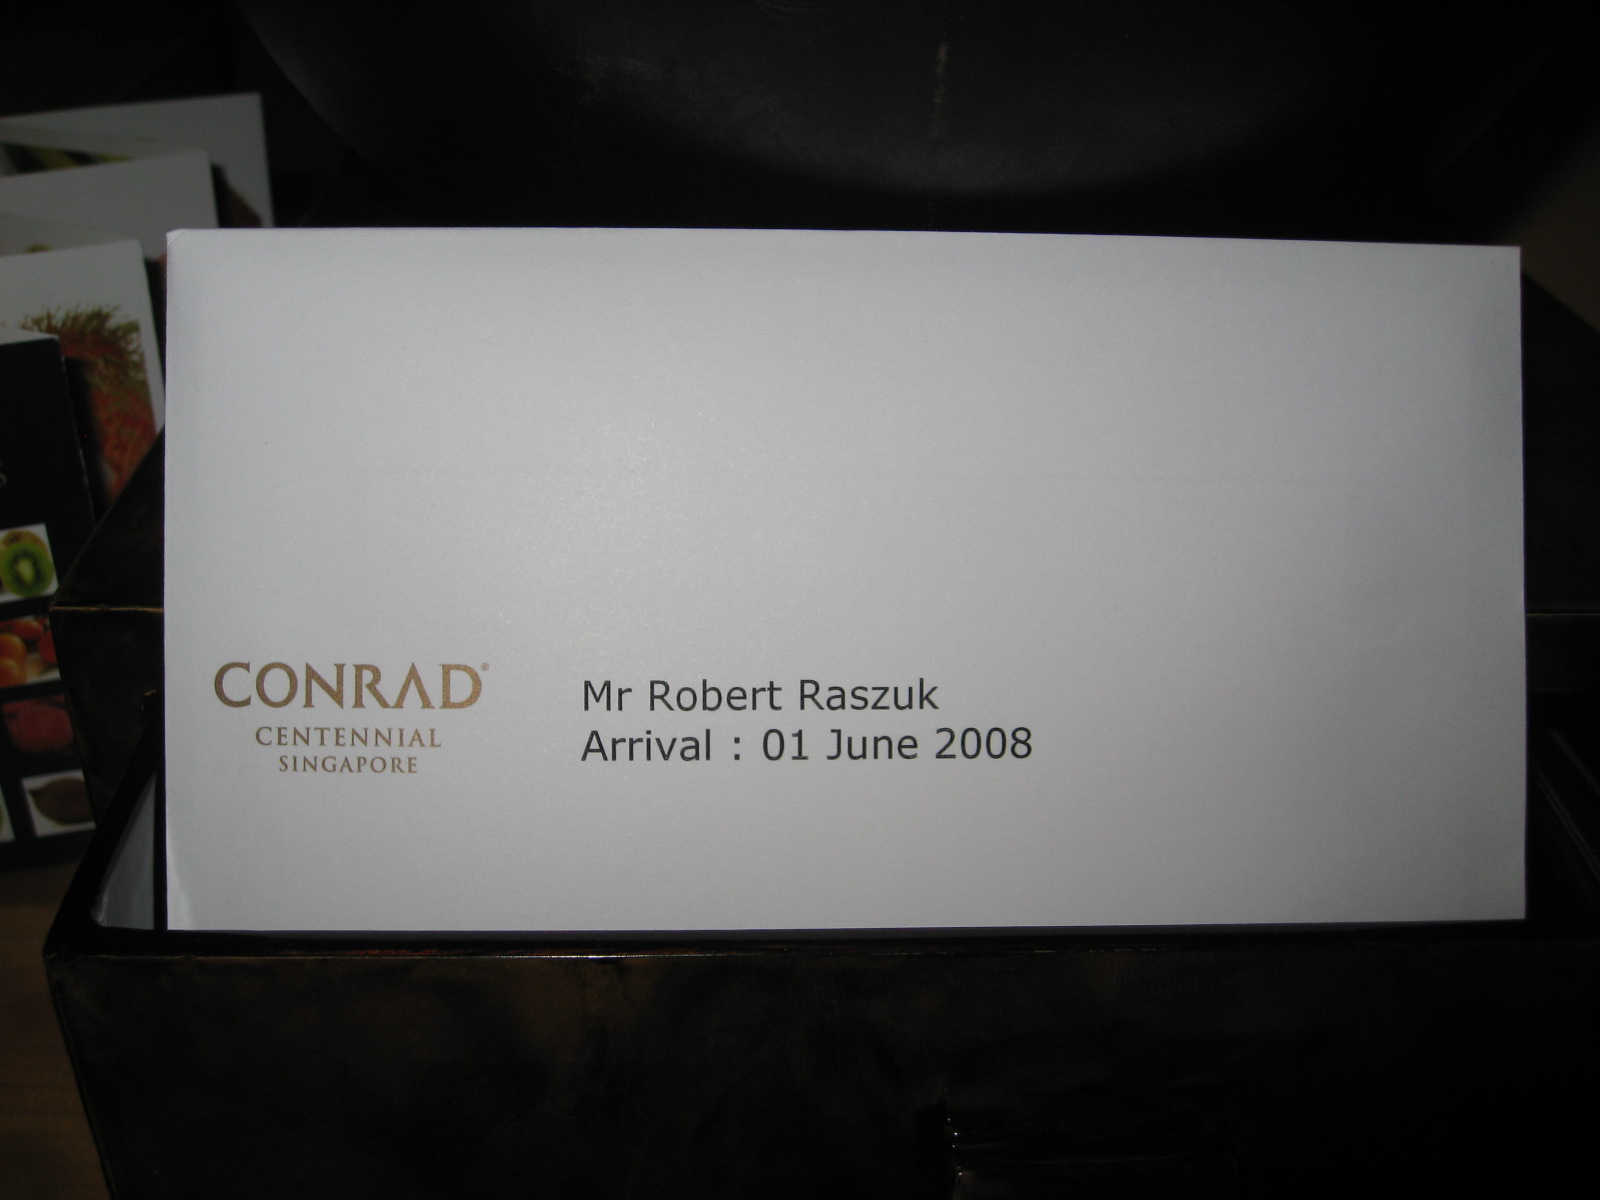 CONRAD®
CENTENNIAL
SINGAPORE
Mr Robert Raszuk
Arrival : 01 June 2008